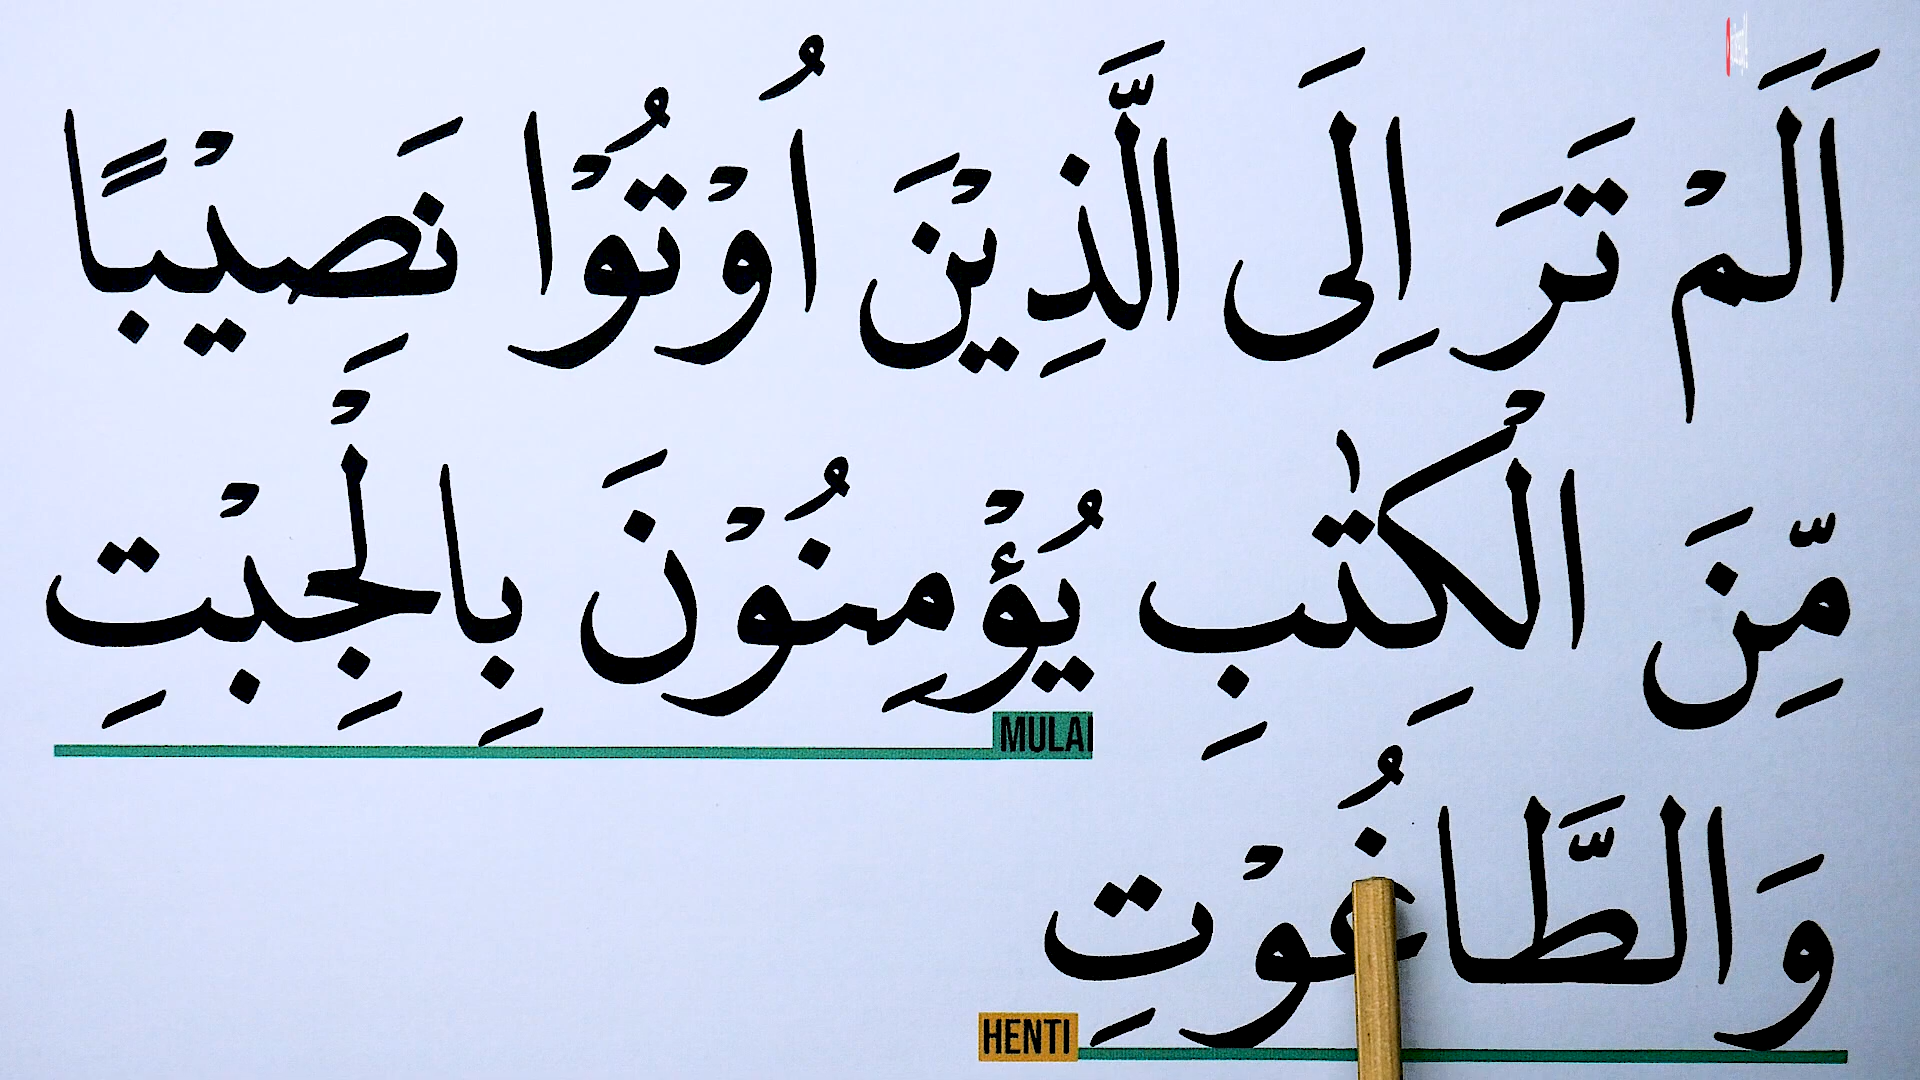 اَلَمْ تَرَ اِلَى الَّذِيْنَ اُوْتُوْا نَصِيْبًا
مِّنَ الْكِتٰبِ يُؤْمِنُوْنَ بِالْجِبْتِ
MULAI
وَالطَّاغُوْتِ
HENTI